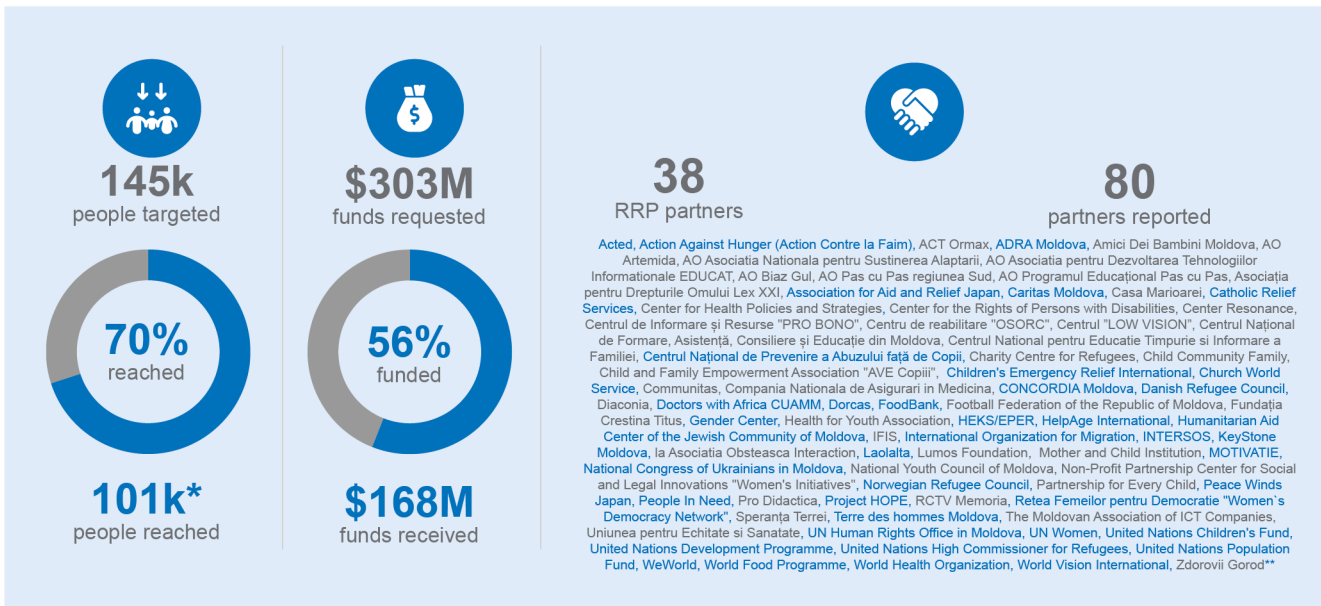 145k
people targeted
70%
reached
101k*
people reached
$
$303M
funds requested
56%
funded
$168M
funds received
38
RRP partners
80
partners reported
Acted, Action Against Hunger (Action Contre la Faim), ACT Ormax, ADRA Moldova, Amici Dei Bambini Moldova, AO
Artemida, AO Asociatia Nationala pentru Sustinerea Alaptarii, AO Asociatia pentru Dezvoltarea Tehnologiilor
Informationale EDUCAT, AO Biaz Gul, AO Pas cu Pas regiunea Sud, AO Programul Educațional Pas cu Pas, Asociația
pentru Drepturile Omului Lex XXI, Association for Aid and Relief Japan, Caritas Moldova, Casa Marioarei, Catholic Relief
Services, Center for Health Policies and Strategies, Center for the Rights of Persons with Disabilities, Center Resonance,
Centrul de Informare și Resurse "PRO BONO", Centru de reabilitare "OSORC", Centrul "LOW VISION", Centrul Național
de Formare, Asistență, Consiliere și Educație din Moldova, Centrul National pentru Educatie Timpurie si Informare a
Familiei, Centrul Național de Prevenire a Abuzului față de Copii, Charity Centre for Refugees, Child Community Family,
Child and Family Empowerment Association "AVE Copiii", Children's Emergency Relief International, Church World
Service, Communitas, Compania Nationala de Asigurari in Medicina, CONCORDIA Moldova, Danish Refugee Council,
Diaconia, Doctors with Africa CUAMM, Dorcas, FoodBank, Football Federation of the Republic of Moldova, Fundația
Crestina Titus, Gender Center, Health for Youth Association, HEKS/EPER, HelpAge International, Humanitarian Aid
Center of the Jewish Community of Moldova, IFIS, International Organization for Migration, INTERSOS, KeyStone
Moldova, la Asociatia Obsteasca Interaction, Laolalta, Lumos Foundation, Mother and Child Institution, MOTIVATIE,
National Congress of Ukrainians in Moldova, National Youth Council of Moldova, Non-Profit Partnership Center for Social
and Legal Innovations "Women's Initiatives", Norwegian Refugee Council, Partnership for Every Child, Peace Winds
Japan, People In Need, Pro Didactica, Project HOPE, RCTV Memoria, Retea Femeilor pentru Democratie "Women`s
Democracy Network", Speranța Terrei, Terre des hommes Moldova, The Moldovan Association of ICT Companies,
Uniunea pentru Echitate si Sanatate, UN Human Rights Office in Moldova, UN Women, United Nations Children's Fund,
United Nations Development Programme, United Nations High Commissioner for Refugees, United Nations Population
Fund, WeWorld, World Food Programme, World Health Organization, World Vision International, Zdorovii Gorod**